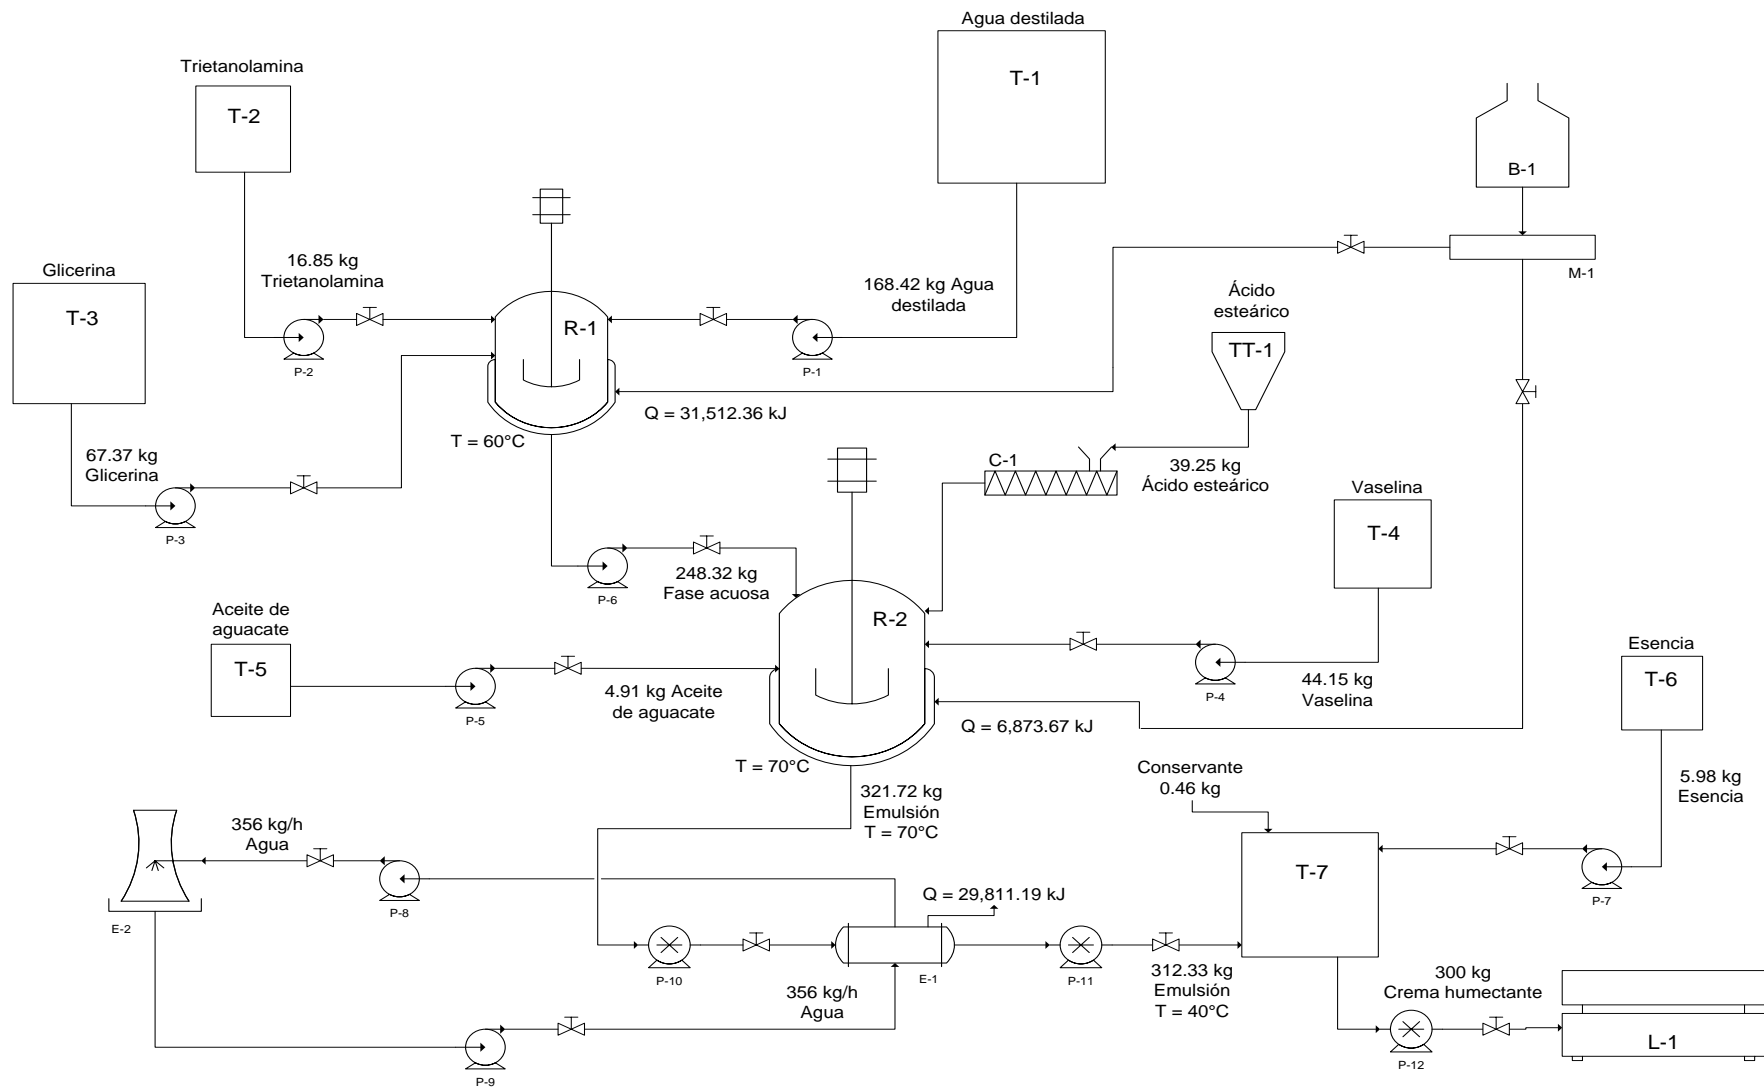 Agua destilada
T-1
Trietanolamina
T-2
B-1
M-1
Glicerina
T-3
16.85 kg
Trietanolamina
168.42 kg Agua
destilada
R-1
P-2
P-1
Ácido
esteárico
TT-1
Q = 31,512.36 kJ
T = 60°C
67.37 kg
Glicerina
P-3
C-1
39.25 kg
Ácido esteárico
Vaselina
T-4
248.32 kg
Fase acuosa
P-6
Aceite de
aguacate
T-5
R-2
P-5
4.91 kg Aceite
de aguacate
P-4
44.15 kg
Vaselina
Esencia
T-6
Q = 6,873.67 kJ
T = 70°C
321.72 kg
Emulsión
T = 70°C
Conservante
0.46 kg
5.98 kg
Esencia
356 kg/h
Agua
E-2
P-8
Q = 29,811.19 kJ
T-7
P-7
P-10
E-1
P-11
356 kg/h
Agua
312.33 kg
Emulsión
T = 40°C
300 kg
Crema humectante
P-9
P-12
L-1